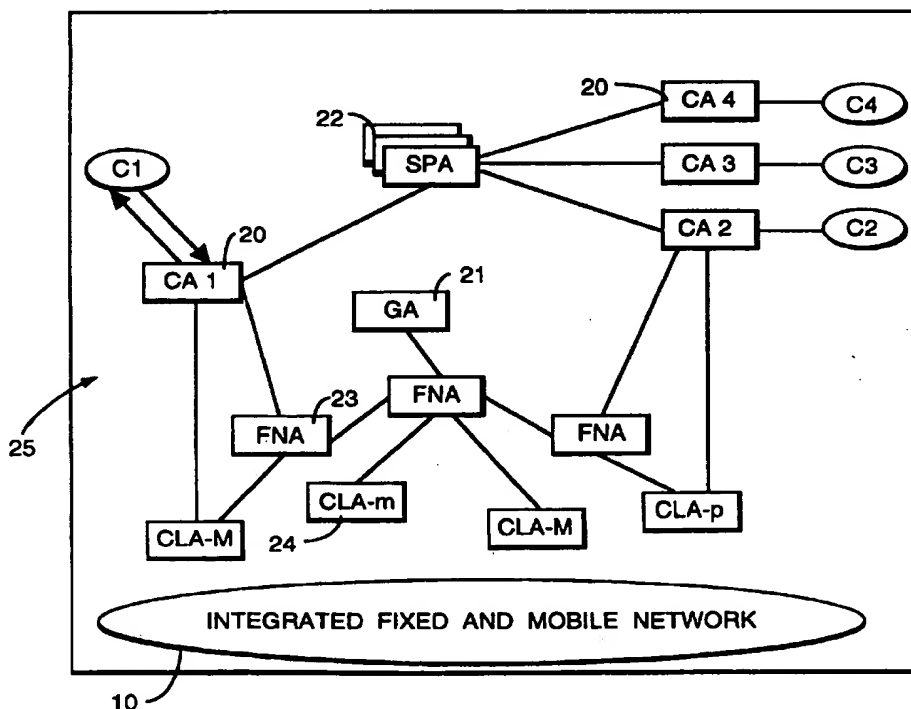 20
CA 4
C4
22
SPA
CA 3
C3
C1
CA 2
C2
20
CA 1
21
GA
FNA
23
FNA
FNA
25
CLA-m
CLA-p
24
CLA-M
CLA-M
INTEGRATED FIXED AND MOBILE NETWORK
10